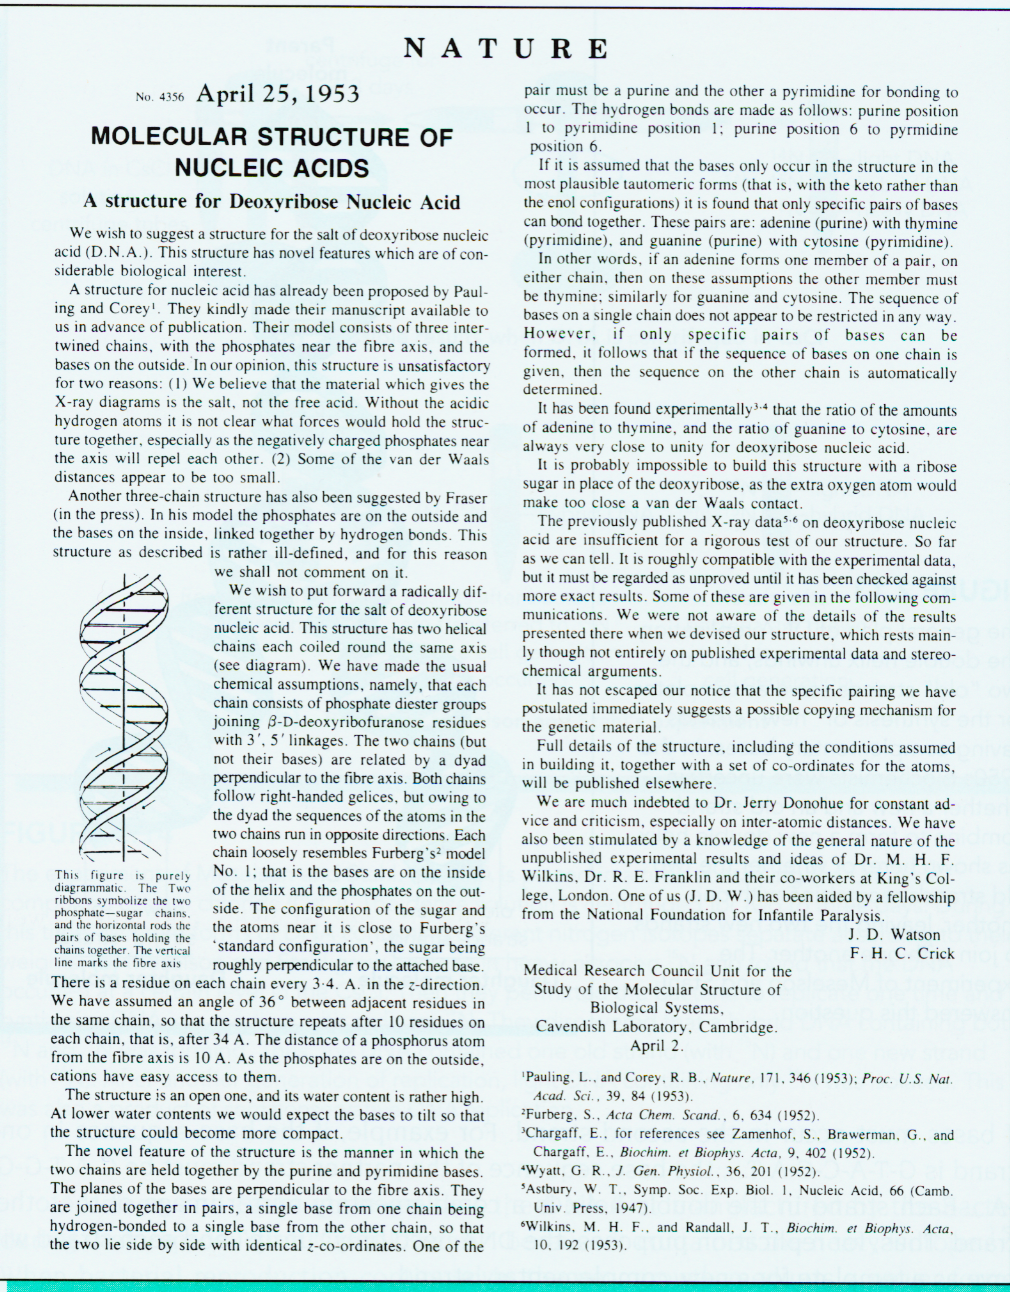 NATURE
No. 4356 April 25, 1953
MOLECULAR STRUCTURE OF
NUCLEIC ACIDS
A structure for Deoxyribose Nucleic Acid
We wish to suggest a structure for the salt of deoxyribose nucleic
acid (D.N.A.). This structure has novel features which are of con-
siderable biological interest.
A structure for nucleic acid has already been proposed by Paul-
ing and Corey¹. They kindly made their manuscript available to
us in advance of publication. Their model consists of three inter-
twined chains, with the phosphates near the fibre axis, and the
bases on the outside. In our opinion, this structure is unsatisfactory
for two reasons: (1) We believe that the material which gives the
X-ray diagrams is the salt, not the free acid. Without the acidic
hydrogen atoms it is not clear what forces would hold the struc-
ture together, especially as the negatively charged phosphates near
the axis will repel each other. (2) Some of the van der Waals
distances appear to be too small.
Another three-chain structure has also been suggested by Fraser
(in the press). In his model the phosphates are on the outside and
the bases on the inside, linked together by hydrogen bonds. This
structure as described is rather ill-defined, and for this reason
we shall not comment on it.
We wish to put forward a radically dif-
ferent structure for the salt of deoxyribose
nucleic acid. This structure has two helical
chains each coiled round the same axis
(see diagram). We have made the usual
chemical assumptions, namely, that each
chain consists of phosphate diester groups
joining β-D-deoxyribofuranose residues
with 3′, 5′ linkages. The two chains (but
not their bases) are related by a dyad
perpendicular to the fibre axis. Both chains
follow right-handed gelices, but owing to
the dyad the sequences of the atoms in the
two chains run in opposite directions. Each
chain loosely resembles Furberg's² model
No. 1; that is the bases are on the inside
of the helix and the phosphates on the out-
side. The configuration of the sugar and
the atoms near it is close to Furberg's
'standard configuration', the sugar being
roughly perpendicular to the attached base.
This figure is purely
diagrammatic. The Two
ribbons symbolize the two
phosphate—sugar chains,
and the horizontal rods the
pairs of bases holding the
chains together. The vertical
line marks the fibre axis
There is a residue on each chain every 3·4. A. in the z-direction.
We have assumed an angle of 36° between adjacent residues in
the same chain, so that the structure repeats after 10 residues on
each chain, that is, after 34 A. The distance of a phosphorus atom
from the fibre axis is 10 A. As the phosphates are on the outside,
cations have easy access to them.
The structure is an open one, and its water content is rather high.
At lower water contents we would expect the bases to tilt so that
the structure could become more compact.
The novel feature of the structure is the manner in which the
two chains are held together by the purine and pyrimidine bases.
The planes of the bases are perpendicular to the fibre axis. They
are joined together in pairs, a single base from one chain being
hydrogen-bonded to a single base from the other chain, so that
the two lie side by side with identical z-co-ordinates. One of the
pair must be a purine and the other a pyrimidine for bonding to
occur. The hydrogen bonds are made as follows: purine position
1 to pyrimidine position 1; purine position 6 to pyrmidine
position 6.
If it is assumed that the bases only occur in the structure in the
most plausible tautomeric forms (that is, with the keto rather than
the enol configurations) it is found that only specific pairs of bases
can bond together. These pairs are: adenine (purine) with thymine
(pyrimidine), and guanine (purine) with cytosine (pyrimidine).
In other words, if an adenine forms one member of a pair, on
either chain, then on these assumptions the other member must
be thymine; similarly for guanine and cytosine. The sequence of
bases on a single chain does not appear to be restricted in any way.
However, if only specific pairs of bases can be
formed, it follows that if the sequence of bases on one chain is
given, then the sequence on the other chain is automatically
determined.
It has been found experimentally³·⁴ that the ratio of the amounts
of adenine to thymine, and the ratio of guanine to cytosine, are
always very close to unity for deoxyribose nucleic acid.
It is probably impossible to build this structure with a ribose
sugar in place of the deoxyribose, as the extra oxygen atom would
make too close a van der Waals contact.
The previously published X-ray data⁵·⁶ on deoxyribose nucleic
acid are insufficient for a rigorous test of our structure. So far
as we can tell. It is roughly compatible with the experimental data,
but it must be regarded as unproved until it has been checked against
more exact results. Some of these are given in the following com-
munications. We were not aware of the details of the results
presented there when we devised our structure, which rests main-
ly though not entirely on published experimental data and stereo-
chemical arguments.
It has not escaped our notice that the specific pairing we have
postulated immediately suggests a possible copying mechanism for
the genetic material.
Full details of the structure, including the conditions assumed
in building it, together with a set of co-ordinates for the atoms,
will be published elsewhere.
We are much indebted to Dr. Jerry Donohue for constant ad-
vice and criticism, especially on inter-atomic distances. We have
also been stimulated by a knowledge of the general nature of the
unpublished experimental results and ideas of Dr. M. H. F.
Wilkins, Dr. R. E. Franklin and their co-workers at King's Col-
lege, London. One of us (J. D. W.) has been aided by a fellowship
from the National Foundation for Infantile Paralysis.
J. D. Watson
F. H. C. Crick
Medical Research Council Unit for the
Study of the Molecular Structure of
Biological Systems,
Cavendish Laboratory, Cambridge.
April 2.
¹Pauling, L., and Corey, R. B., Nature, 171, 346 (1953); Proc. U.S. Nat.
Acad. Sci., 39, 84 (1953).
²Furberg, S., Acta Chem. Scand., 6, 634 (1952).
³Chargaff, E., for references see Zamenhof, S., Brawerman, G., and
Chargaff, E., Biochim. et Biophys. Acta, 9, 402 (1952).
⁴Wyatt, G. R., J. Gen. Physiol., 36, 201 (1952).
⁵Astbury, W. T., Symp. Soc. Exp. Biol. 1, Nucleic Acid, 66 (Camb.
Univ. Press, 1947).
⁶Wilkins, M. H. F., and Randall, J. T., Biochim. et Biophys. Acta,
10, 192 (1953).